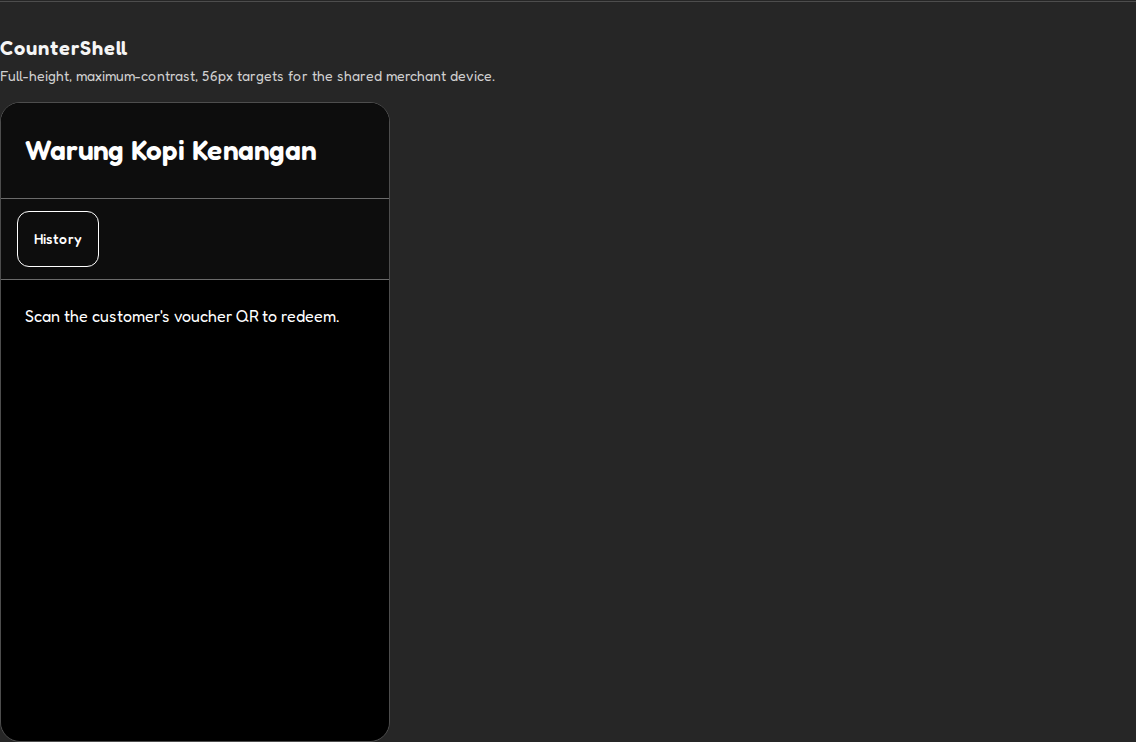 CounterShell
Full-height, maximum-contrast, 56px targets for the shared merchant device.
Warung Kopi Kenangan
History
Scan the customer's voucher QR to redeem.